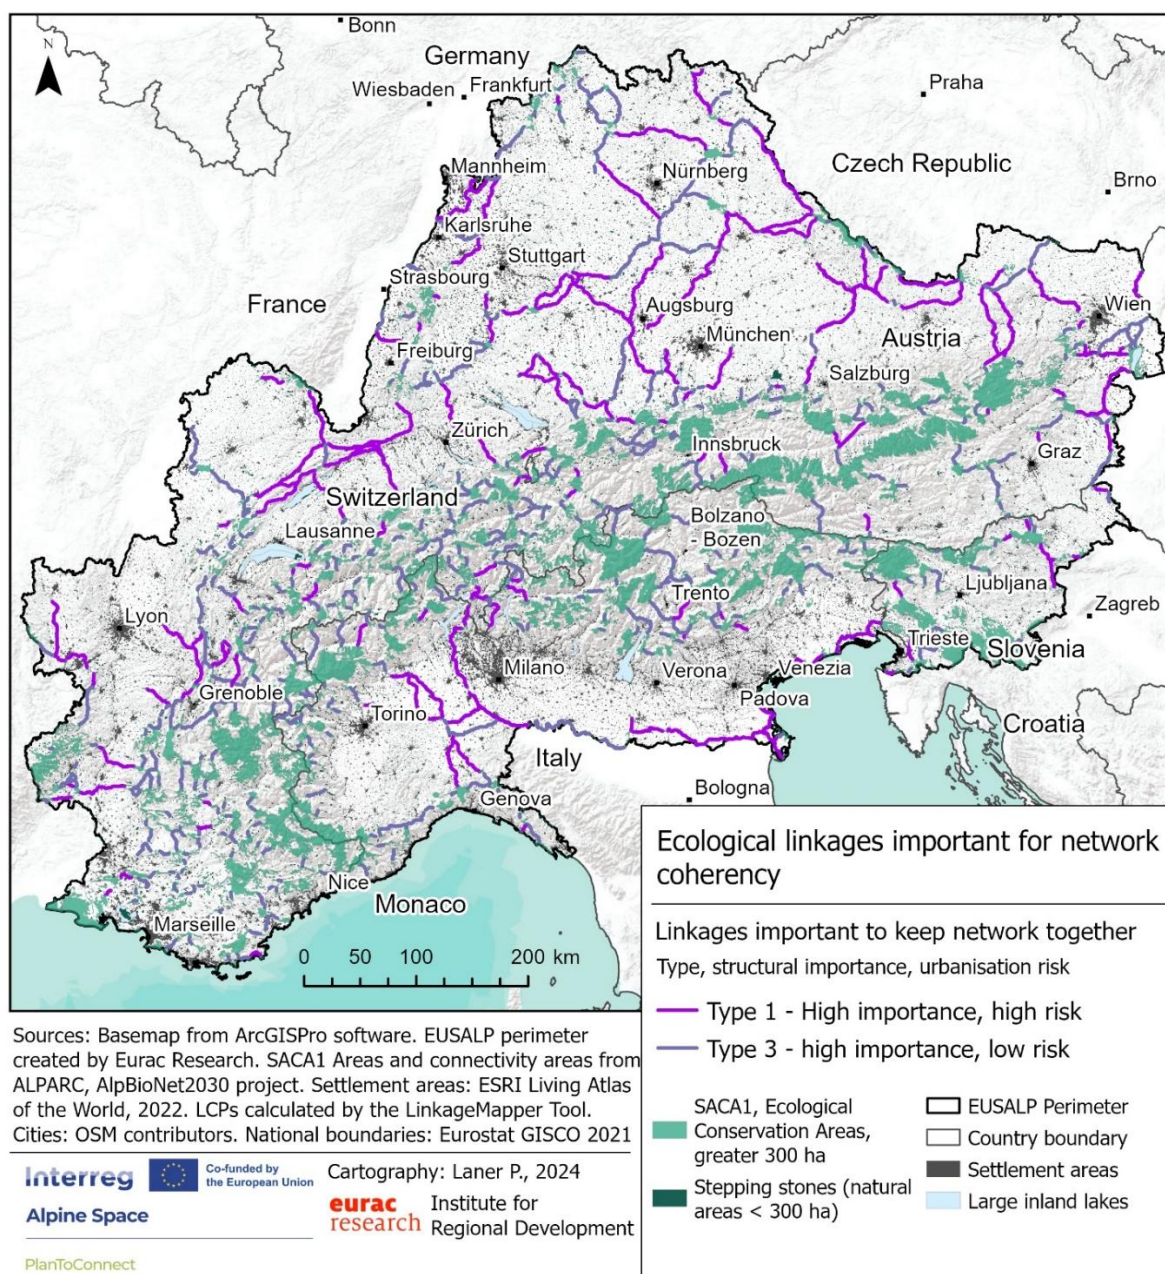 Bonn
N
Germany
Wiesbaden
Frankfurt
Praha
Mannheim
Nürnberg
Czech Republic
Brno
Karlsruhe
Stuttgart
Strasbourg
France
Augsburg
München
Austria
Wien
Freiburg
Salzburg
Zürich
Innsbruck
Graz
Switzerland
Lausanne
Bolzano
- Bozen
Trento
Ljubljana
Zagreb
Lyon
Trieste
Slovenia
Milano
Verona
Venezia
Padova
Grenoble
Torino
Croatia
Italy
Bologna
Genova
Nice
Monaco
Marseille
0 50 100 200 km
Ecological linkages important for network
coherency
Linkages important to keep network together
Type, structural importance, urbanisation risk
Type 1 - High importance, high risk
Type 3 - high importance, low risk
SACA1, Ecological
Conservation Areas,
greater 300 ha
Stepping stones (natural
areas < 300 ha)
EUSALP Perimeter
Country boundary
Settlement areas
Large inland lakes
Sources: Basemap from ArcGISPro software. EUSALP perimeter
created by Eurac Research. SACA1 Areas and connectivity areas from
ALPARC, AlpBioNet2030 project. Settlement areas: ESRI Living Atlas
of the World, 2022. LCPs calculated by the LinkageMapper Tool.
Cities: OSM contributors. National boundaries: Eurostat GISCO 2021
Interreg
Co-funded by
the European Union
Alpine Space
PlanToConnect
Cartography: Laner P., 2024
eurac
research
Institute for
Regional Development